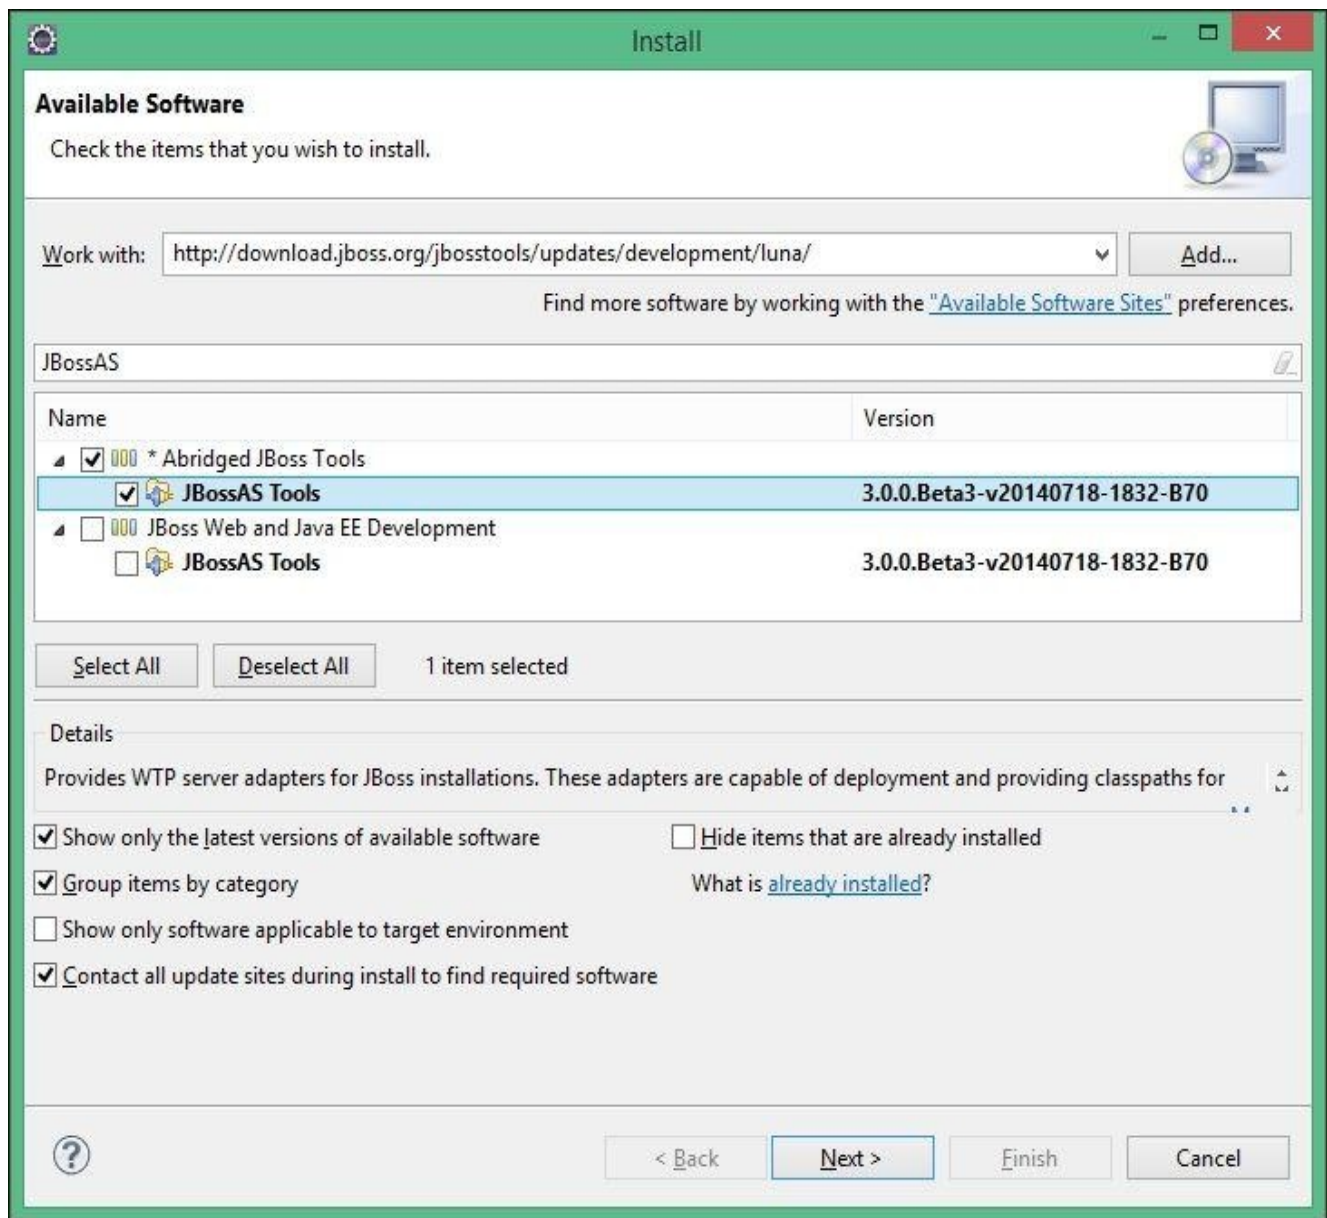 Install
Available Software
Check the items that you wish to install.
Work with: http://download.jboss.org/jbosstools/updates/development/luna/ Add...
Find more software by working with the "Available Software Sites" preferences.
JBossAS
Name Version
* Abridged JBoss Tools
JBossAS Tools 3.0.0.Beta3-v20140718-1832-B70
JBoss Web and Java EE Development
JBossAS Tools 3.0.0.Beta3-v20140718-1832-B70
Select All Deselect All 1 item selected
Details
Provides WTP server adapters for JBoss installations. These adapters are capable of deployment and providing classpaths for
Show only the latest versions of available software Hide items that are already installed
Group items by category What is already installed?
Show only software applicable to target environment
Contact all update sites during install to find required software
? < Back Next > Finish Cancel